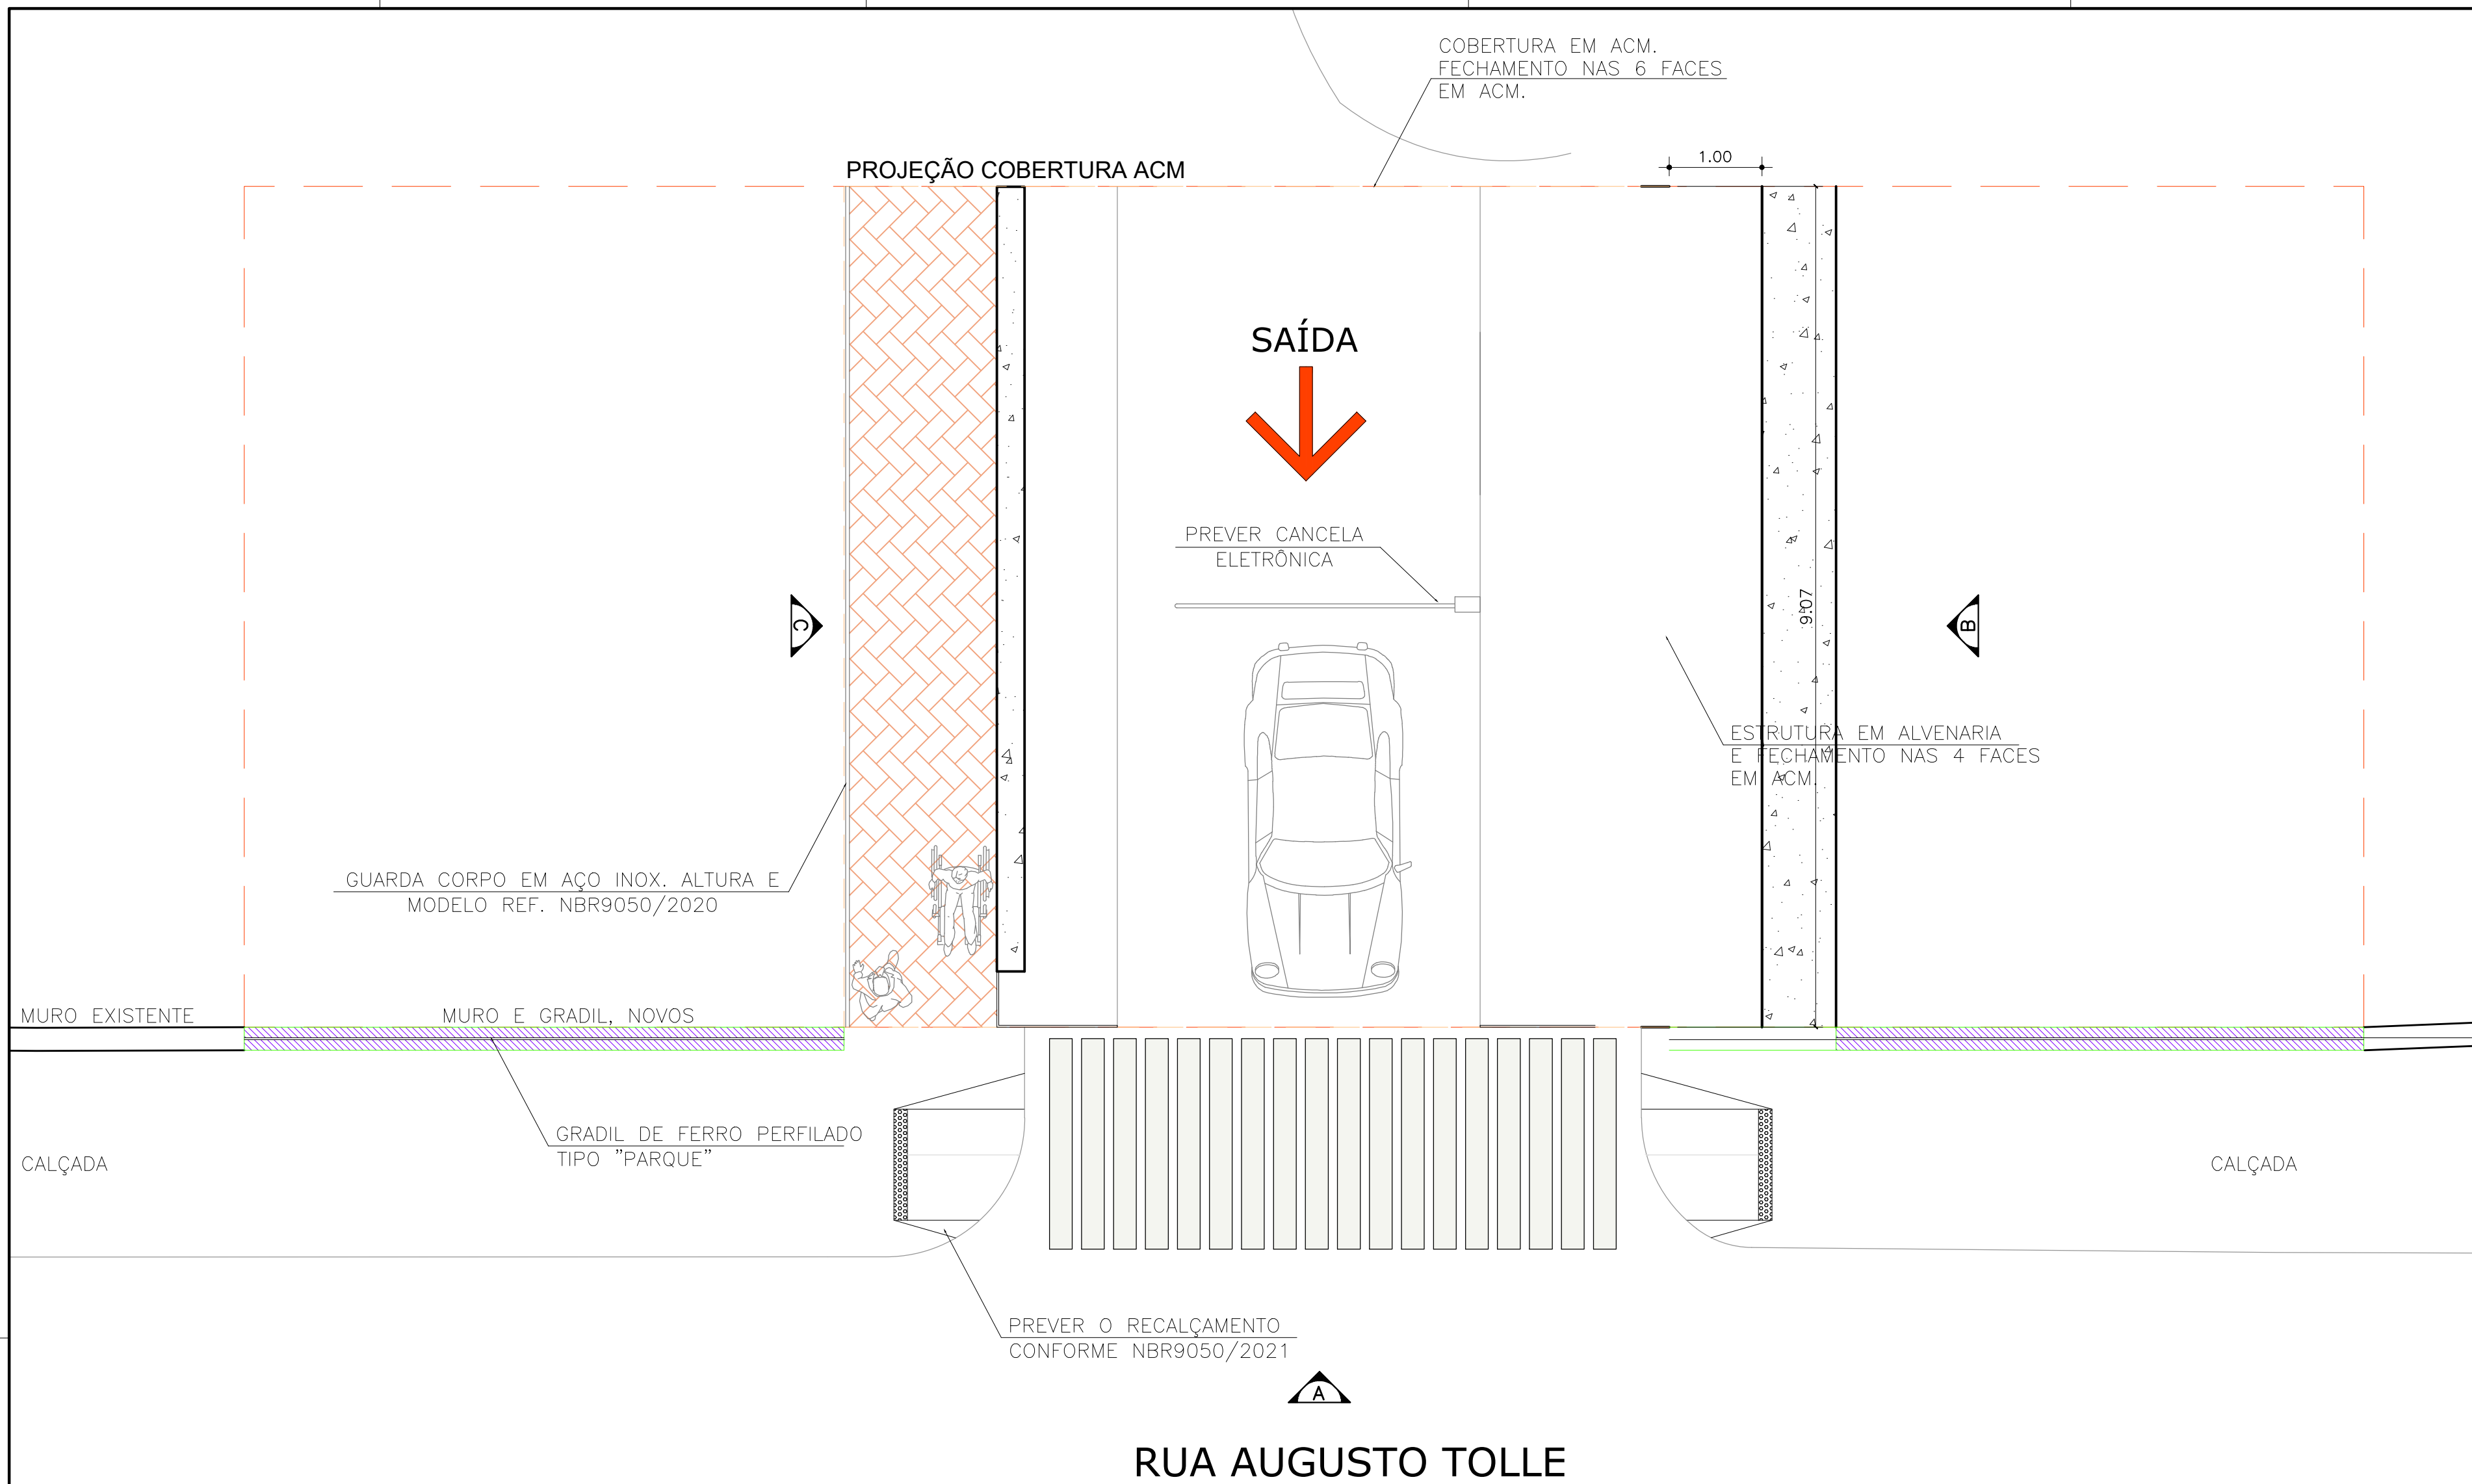 COBERTURA EM ACM.
FECHAMENTO NAS 6 FACES
EM ACM.
PROJEÇÃO COBERTURA ACM
1.00
SAÍDA
PREVER CANCELA
ELETRÔNICA
9.07
C
B
ESTRUTURA EM ALVENARIA
E FECHAMENTO NAS 4 FACES
EM ACM.
GUARDA CORPO EM AÇO INOX. ALTURA E
MODELO REF. NBR9050/2020
MURO EXISTENTE
MURO E GRADIL, NOVOS
GRADIL DE FERRO PERFILADO
TIPO "PARQUE"
CALÇADA
CALÇADA
PREVER O RECALÇAMENTO
CONFORME NBR9050/2021
A
RUA AUGUSTO TOLLE